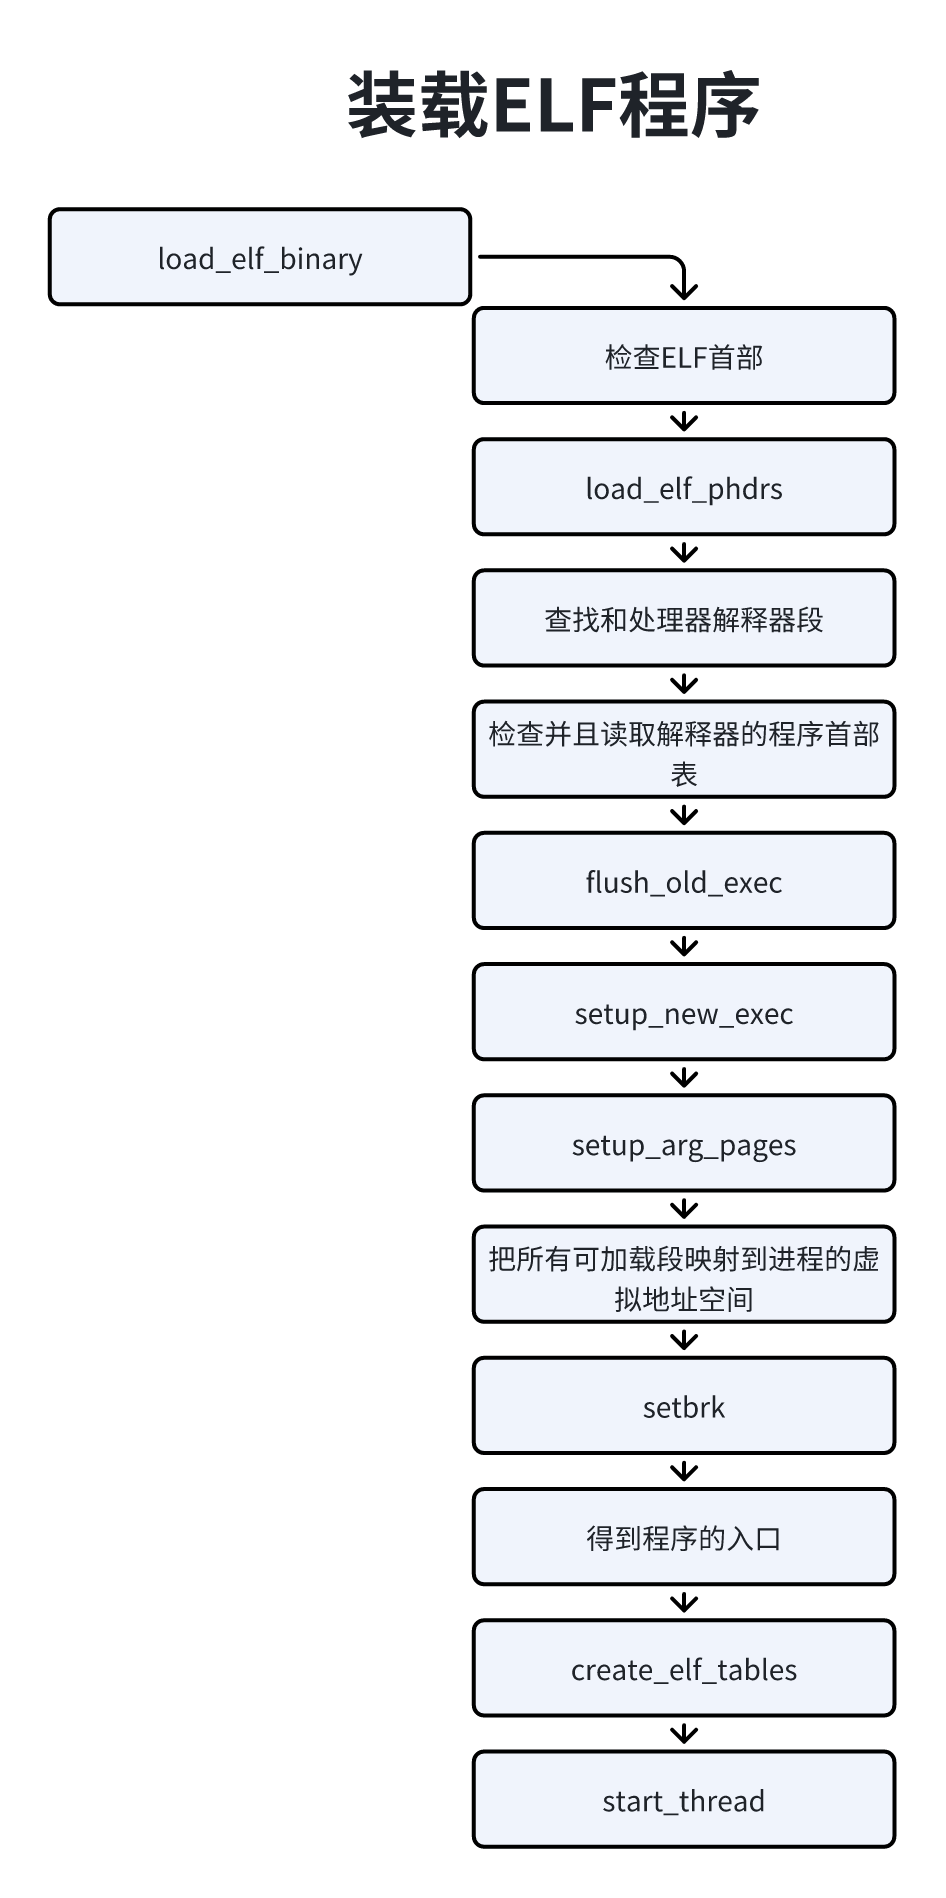 装载ELF程序
load_elf_binary
检查ELF首部
load_elf_phdrs
查找和处理器解释器段
检查并且读取解释器的程序首部
表
flush_old_exec
setup_new_exec
setup_arg_pages
把所有可加载段映射到进程的虚
拟地址空间
setbrk
得到程序的入口
create_elf_tables
start_thread